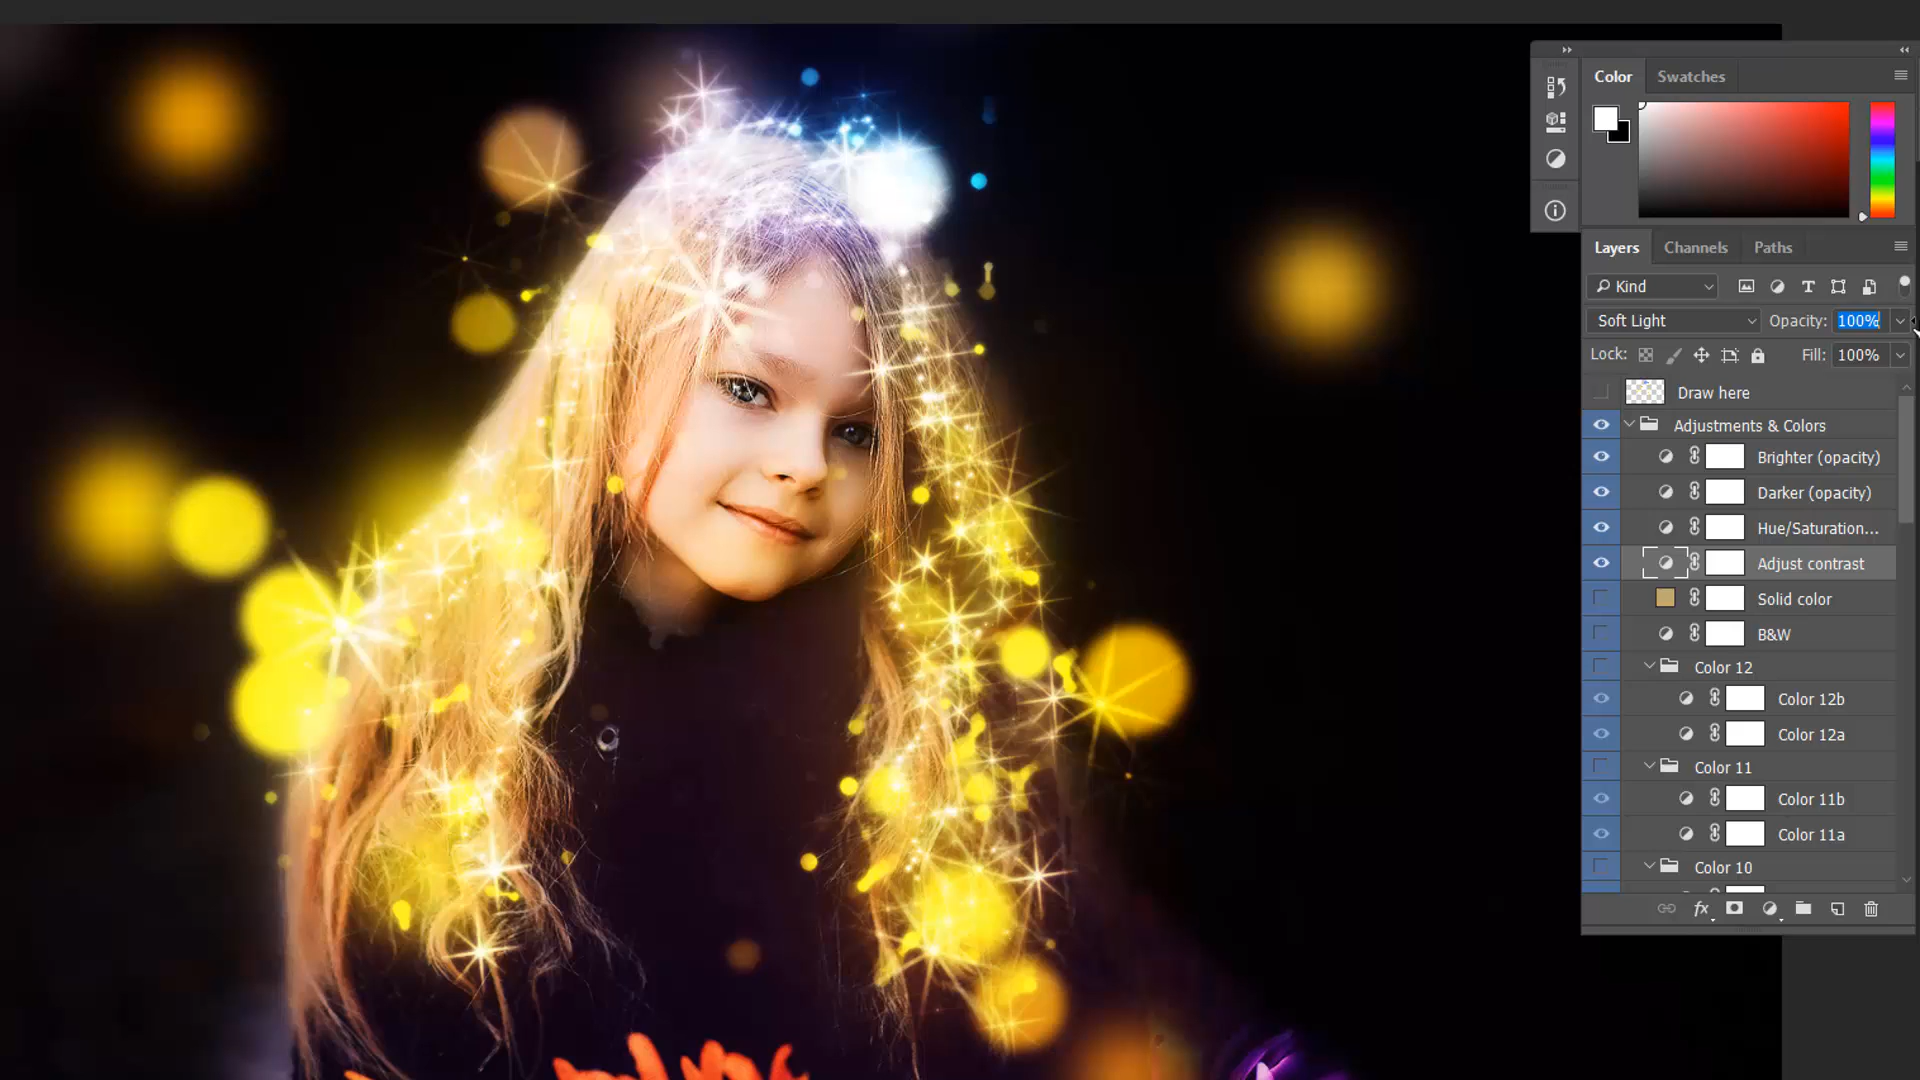 Color Swatches
Layers Channels Paths
Kind
Soft Light Opacity: 100%
Lock: Fill: 100%
Draw here
Adjustments & Colors
Brighter (opacity)
Darker (opacity)
Hue/Saturation...
Adjust contrast
Solid color
B&W
Color 12
Color 12b
Color 12a
Color 11
Color 11b
Color 11a
Color 10
fx